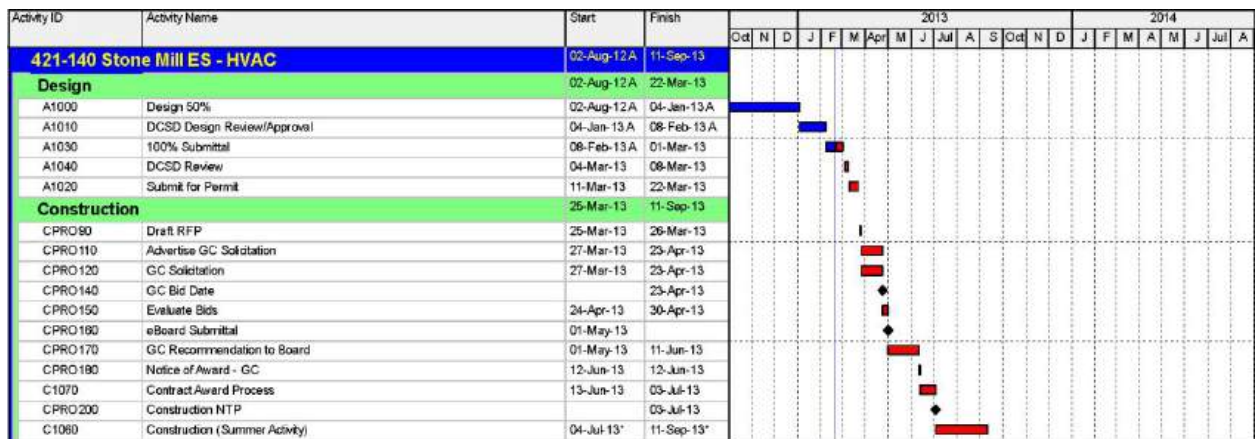 Activity ID Activity Name Start Finish 2013 2014
Oct N D J F M Apr M J Jul A S Oct N D J F M A M J Jul A
421-140 Stone Mill ES - HVAC 02-Aug-12 A 11-Sep-13
Design 02-Aug-12 A 22-Mar-13
A1000 Design 50% 02-Aug-12 A 04-Jan-13 A
A1010 DCSD Design Review/Approval 04-Jan-13 A 08-Feb-13 A
A1030 100% Submittal 08-Feb-13 A 01-Mar-13
A1040 DCSD Review 04-Mar-13 08-Mar-13
A1020 Submit for Permit 11-Mar-13 22-Mar-13
Construction 25-Mar-13 11-Sep-13
CPRO90 Draft RFP 25-Mar-13 26-Mar-13
CPRO110 Advertise GC Solicitation 27-Mar-13 23-Apr-13
CPRO120 GC Solicitation 27-Mar-13 23-Apr-13
CPRO140 GC Bid Date 23-Apr-13
CPRO150 Evaluate Bids 24-Apr-13 30-Apr-13
CPRO160 eBoard Submittal 01-May-13
CPRO170 GC Recommendation to Board 01-May-13 11-Jun-13
CPRO180 Notice of Award - GC 12-Jun-13 12-Jun-13
C1070 Contract Award Process 13-Jun-13 03-Jul-13
CPRO200 Construction NTP 03-Jul-13
C1060 Construction (Summer Activity) 04-Jul-13* 11-Sep-13*